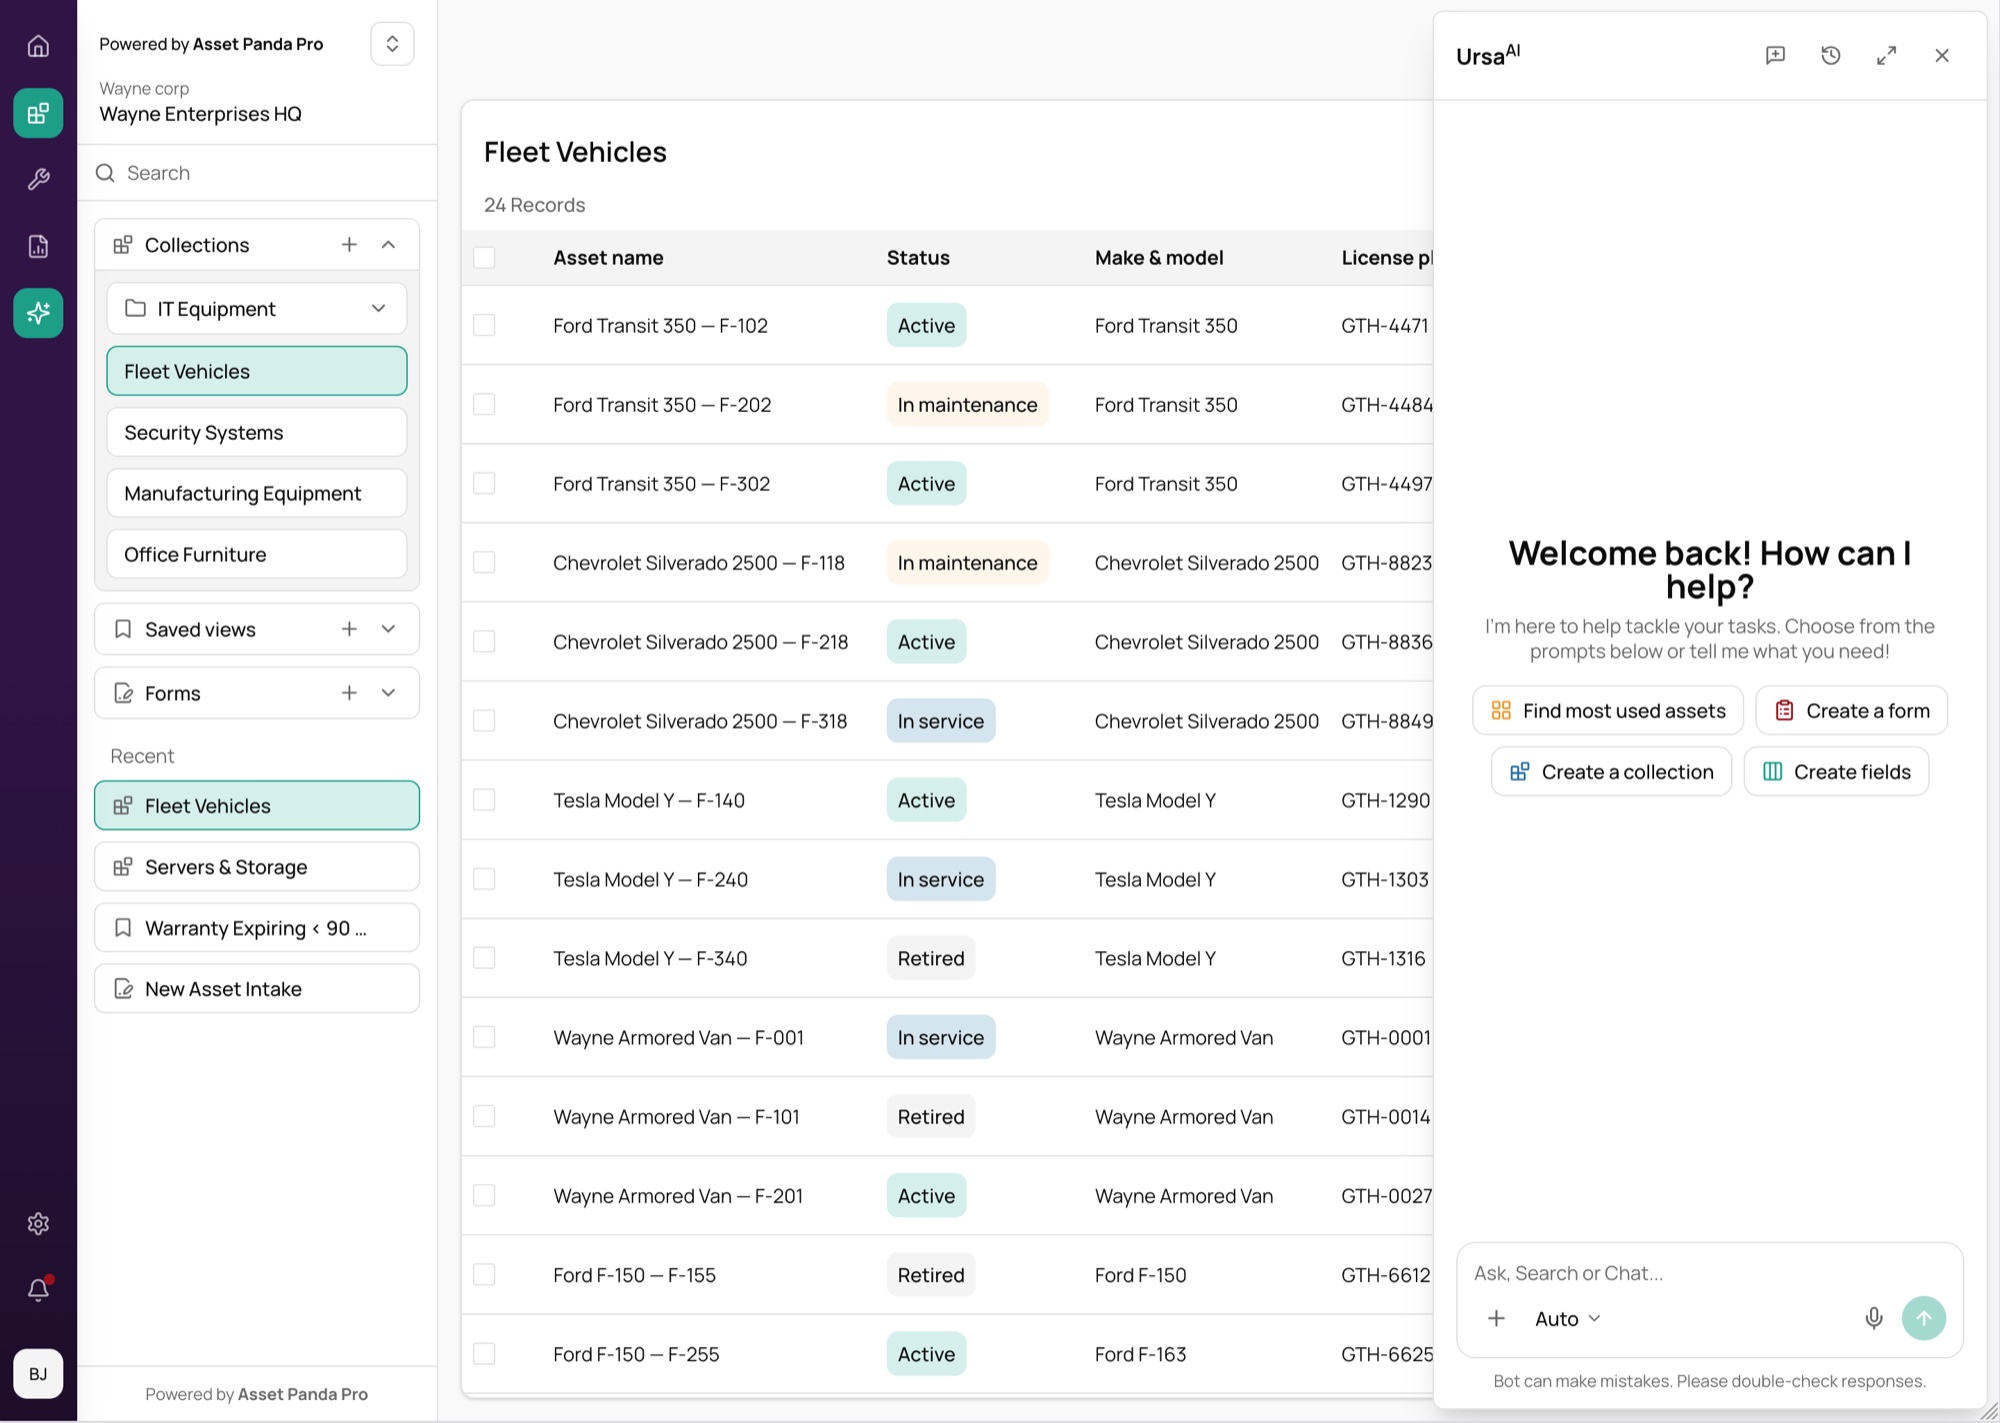 Powered by Asset Panda Pro
Wayne corp
Wayne Enterprises HQ
Search
Collections
IT Equipment
Fleet Vehicles
Security Systems
Manufacturing Equipment
Office Furniture
Saved views
Forms
Recent
Fleet Vehicles
Servers & Storage
Warranty Expiring < 90 ...
New Asset Intake
BJ
Powered by Asset Panda Pro
Fleet Vehicles
24 Records
Asset name Status Make & model License pl
Ford Transit 350 — F-102 Active Ford Transit 350 GTH-4471
Ford Transit 350 — F-202 In maintenance Ford Transit 350 GTH-4484
Ford Transit 350 — F-302 Active Ford Transit 350 GTH-4497
Chevrolet Silverado 2500 — F-118 In maintenance Chevrolet Silverado 2500 GTH-8823
Chevrolet Silverado 2500 — F-218 Active Chevrolet Silverado 2500 GTH-8836
Chevrolet Silverado 2500 — F-318 In service Chevrolet Silverado 2500 GTH-8849
Tesla Model Y — F-140 Active Tesla Model Y GTH-1290
Tesla Model Y — F-240 In service Tesla Model Y GTH-1303
Tesla Model Y — F-340 Retired Tesla Model Y GTH-1316
Wayne Armored Van — F-001 In service Wayne Armored Van GTH-0001
Wayne Armored Van — F-101 Retired Wayne Armored Van GTH-0014
Wayne Armored Van — F-201 Active Wayne Armored Van GTH-0027
Ford F-150 — F-155 Retired Ford F-150 GTH-6612
Ford F-150 — F-255 Active Ford F-163 GTH-6625
UrsaAI
Welcome back! How can I
help?
I'm here to help tackle your tasks. Choose from the
prompts below or tell me what you need!
Find most used assets
Create a form
Create a collection
Create fields
Ask, Search or Chat...
Auto
Bot can make mistakes. Please double-check responses.